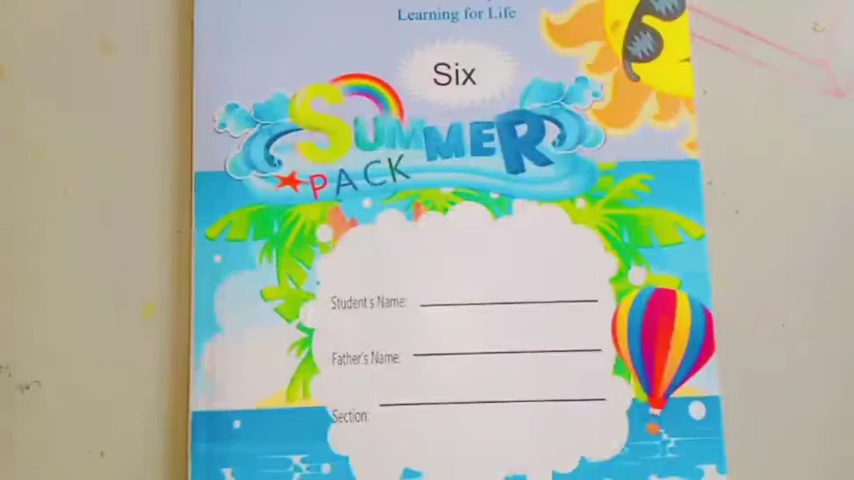 Learning for Life
Six
SUMMER
PACK
Student's Name:
Father's Name:
Section: